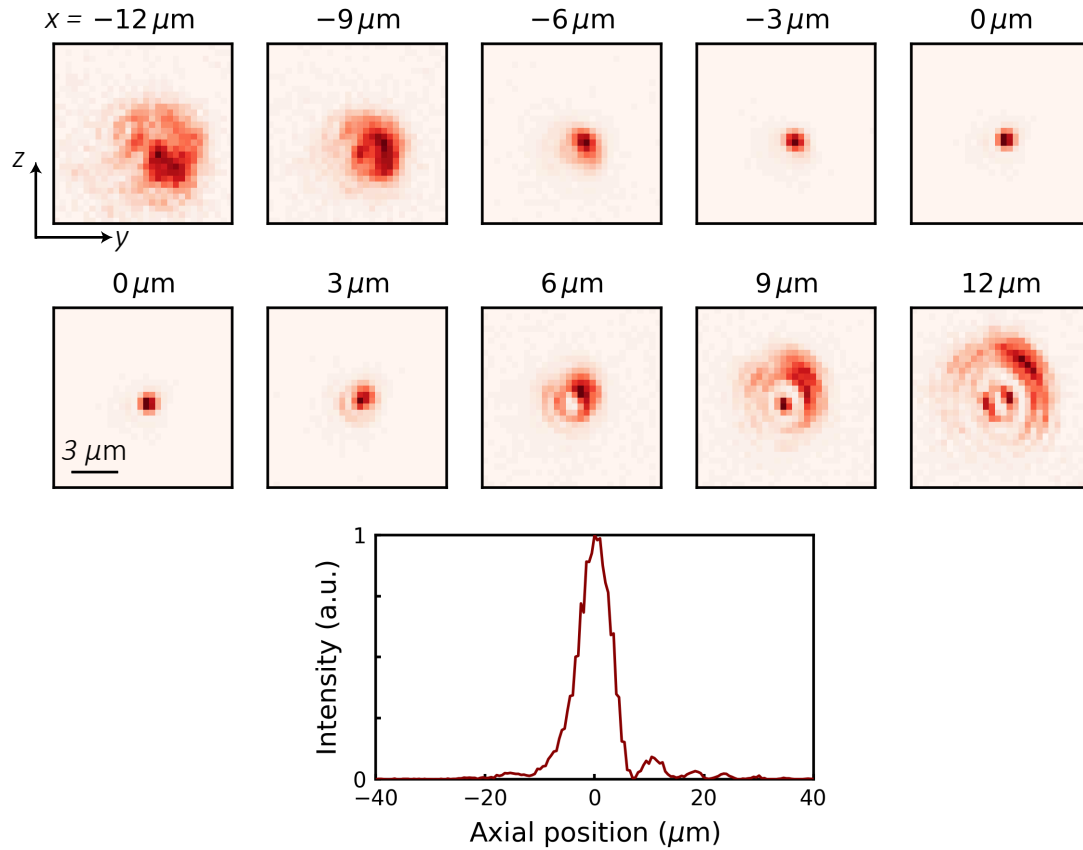 x = −12 μm −9 μm −6 μm −3 μm 0 μm
z
y
0 μm 3 μm 6 μm 9 μm 12 μm
3 μm
1
Intensity (a.u.)
0
−40 −20 0 20 40
Axial position (μm)